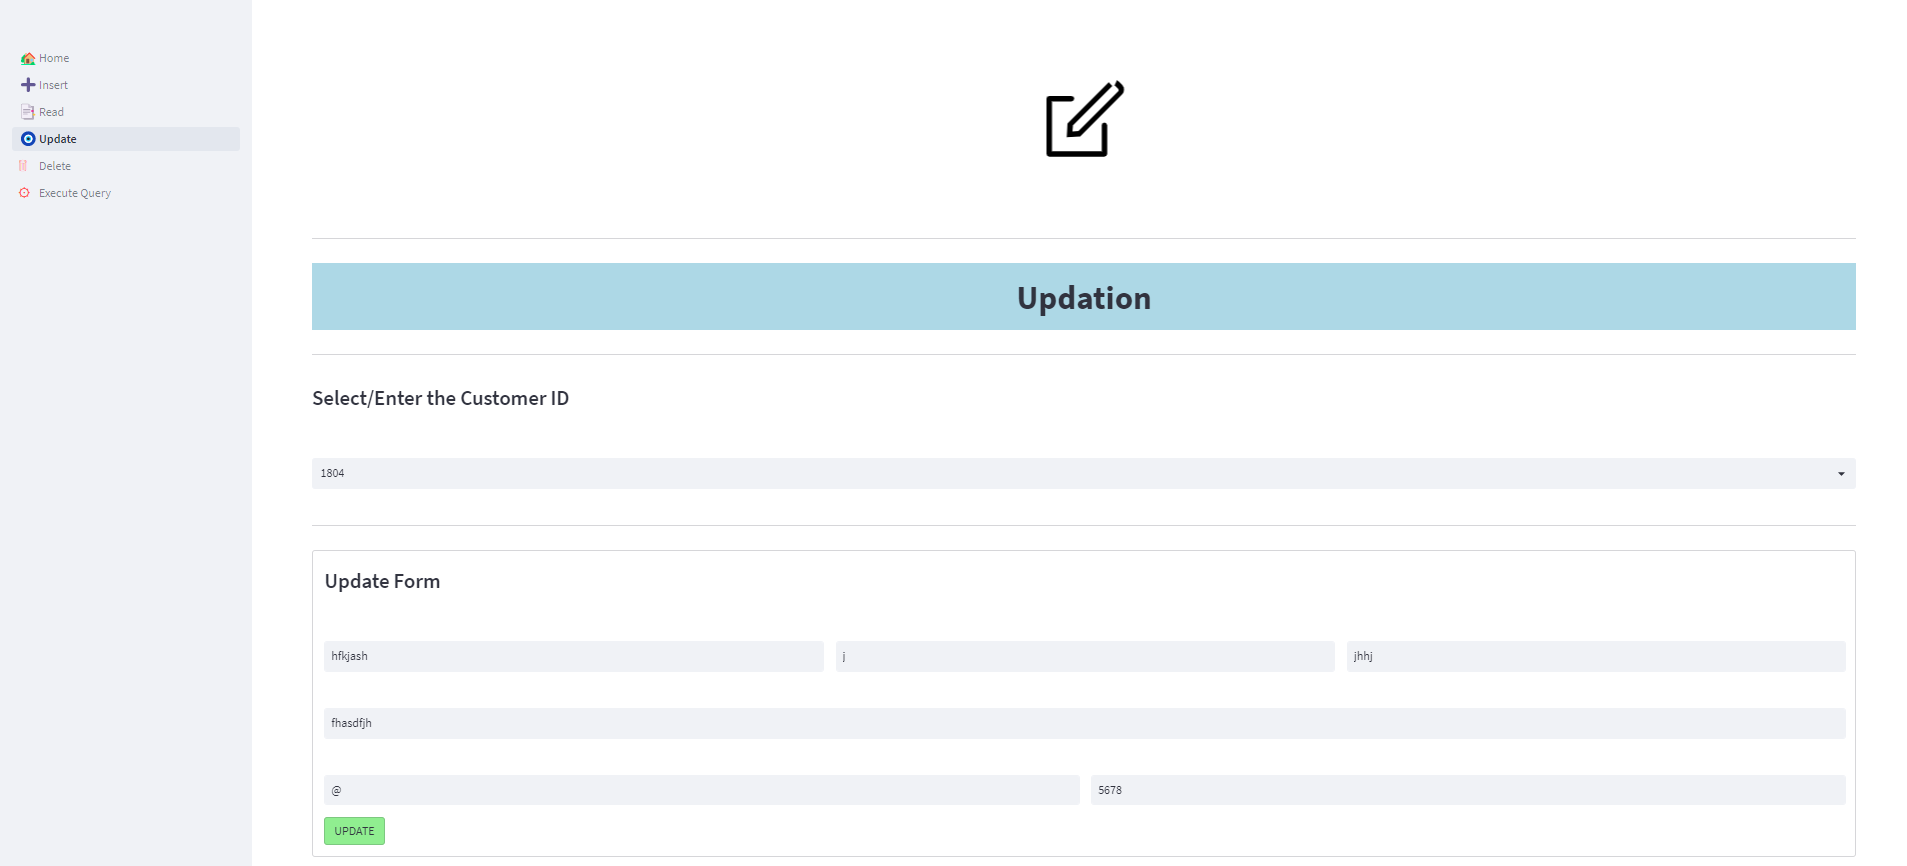 Home
Insert
Read
Update
Delete
Execute Query
Updation
Select/Enter the Customer ID
1804
Update Form
hfkjash j jhhj
fhasdfjh
@ 5678
UPDATE